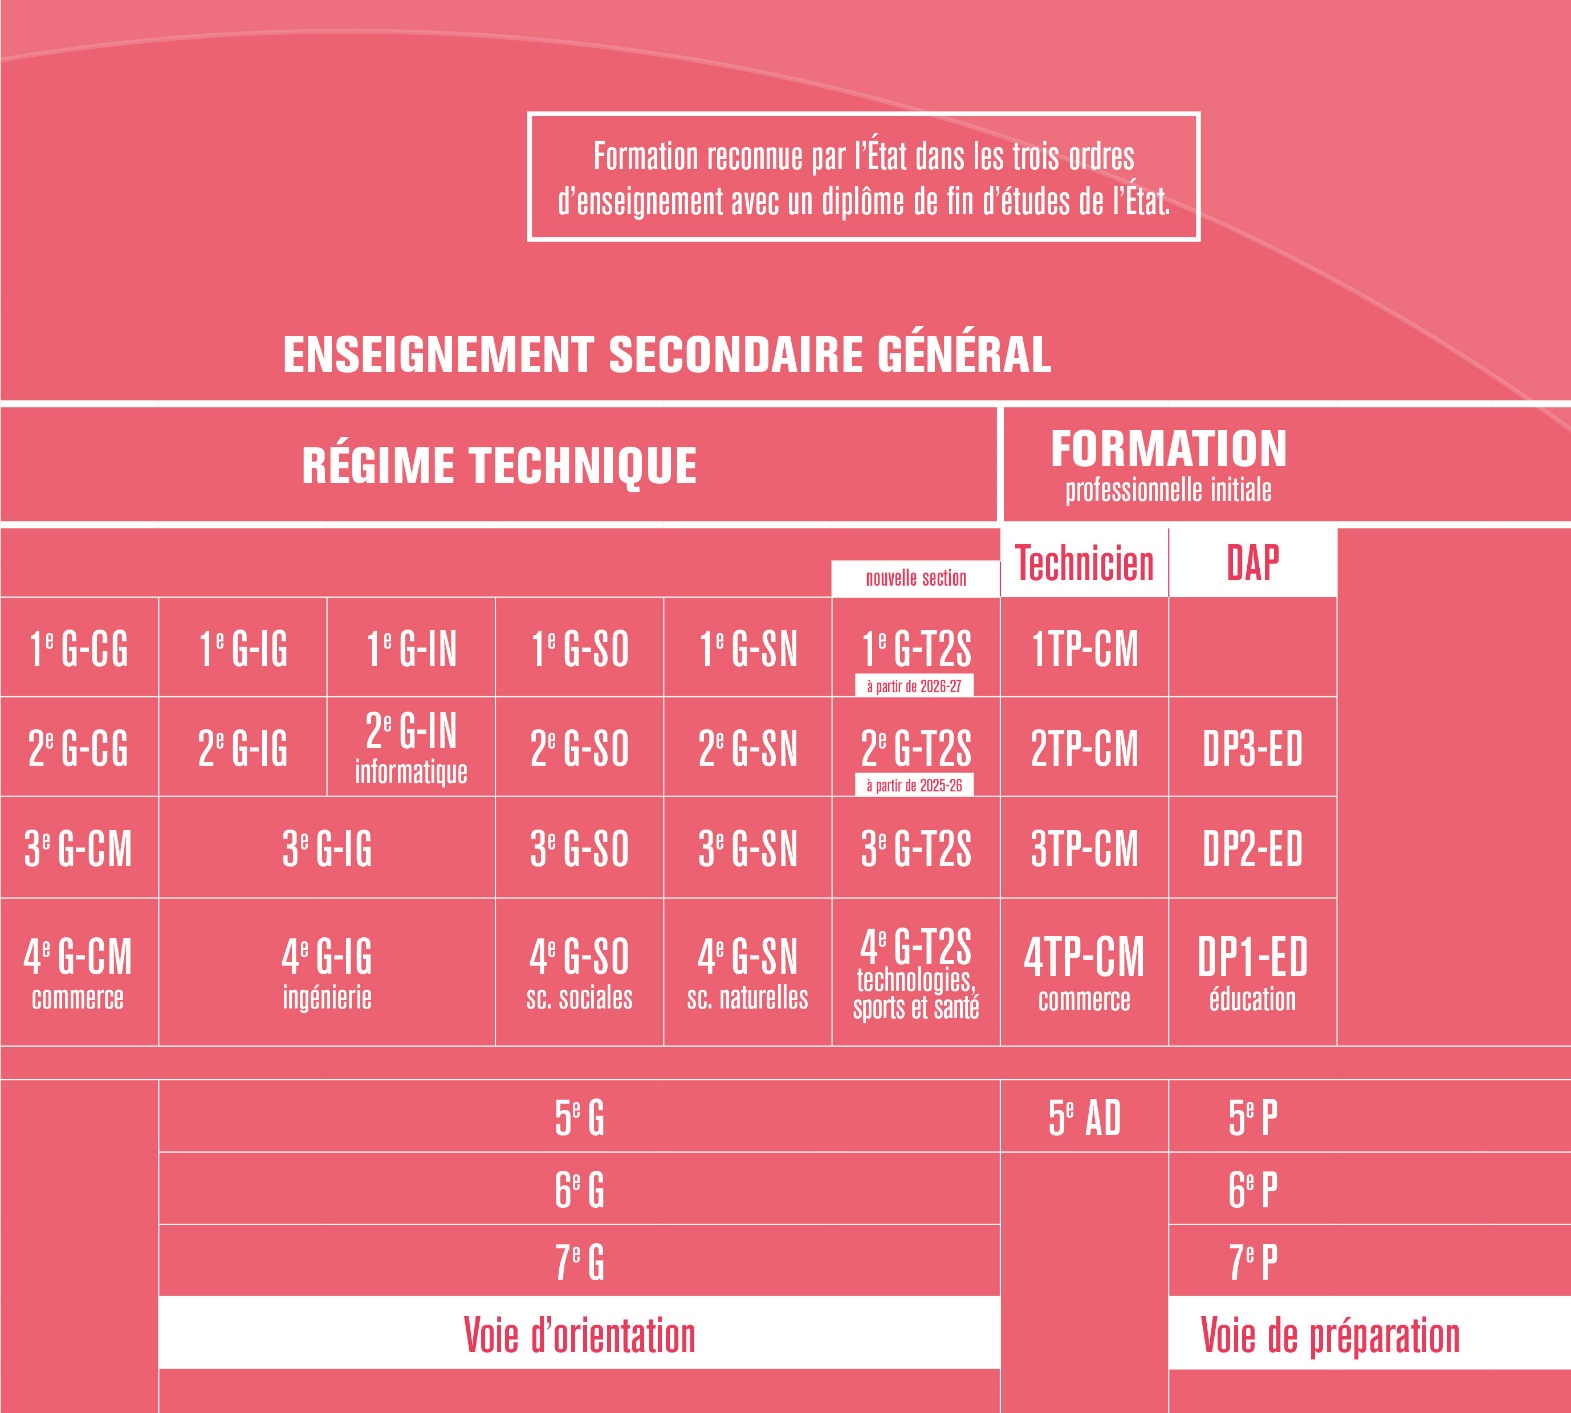 Formation reconnue par l'État dans les trois ordres
d'enseignement avec un diplôme de fin d'études de l'État.
ENSEIGNEMENT SECONDAIRE GÉNÉRAL
RÉGIME TECHNIQUE
FORMATION
professionnelle initiale
nouvelle section
Technicien
DAP
1e G-CG
1e G-IG
1e G-IN
1e G-SO
1e G-SN
1e G-T2S
à partir de 2026-27
1TP-CM
2e G-CG
2e G-IG
2e G-IN
informatique
2e G-SO
2e G-SN
2e G-T2S
à partir de 2025-26
2TP-CM
DP3-ED
3e G-CM
3e G-IG
3e G-SO
3e G-SN
3e G-T2S
3TP-CM
DP2-ED
4e G-CM
commerce
4e G-IG
ingénierie
4e G-SO
sc. sociales
4e G-SN
sc. naturelles
4e G-T2S
technologies,
sports et santé
4TP-CM
commerce
DP1-ED
éducation
5e G
5e AD
5e P
6e G
6e P
7e G
7e P
Voie d'orientation
Voie de préparation